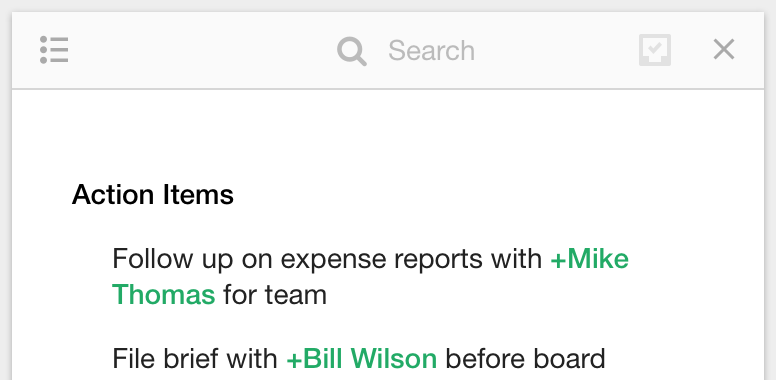 Search
Action Items
Follow up on expense reports with +Mike
Thomas for team
File brief with +Bill Wilson before board